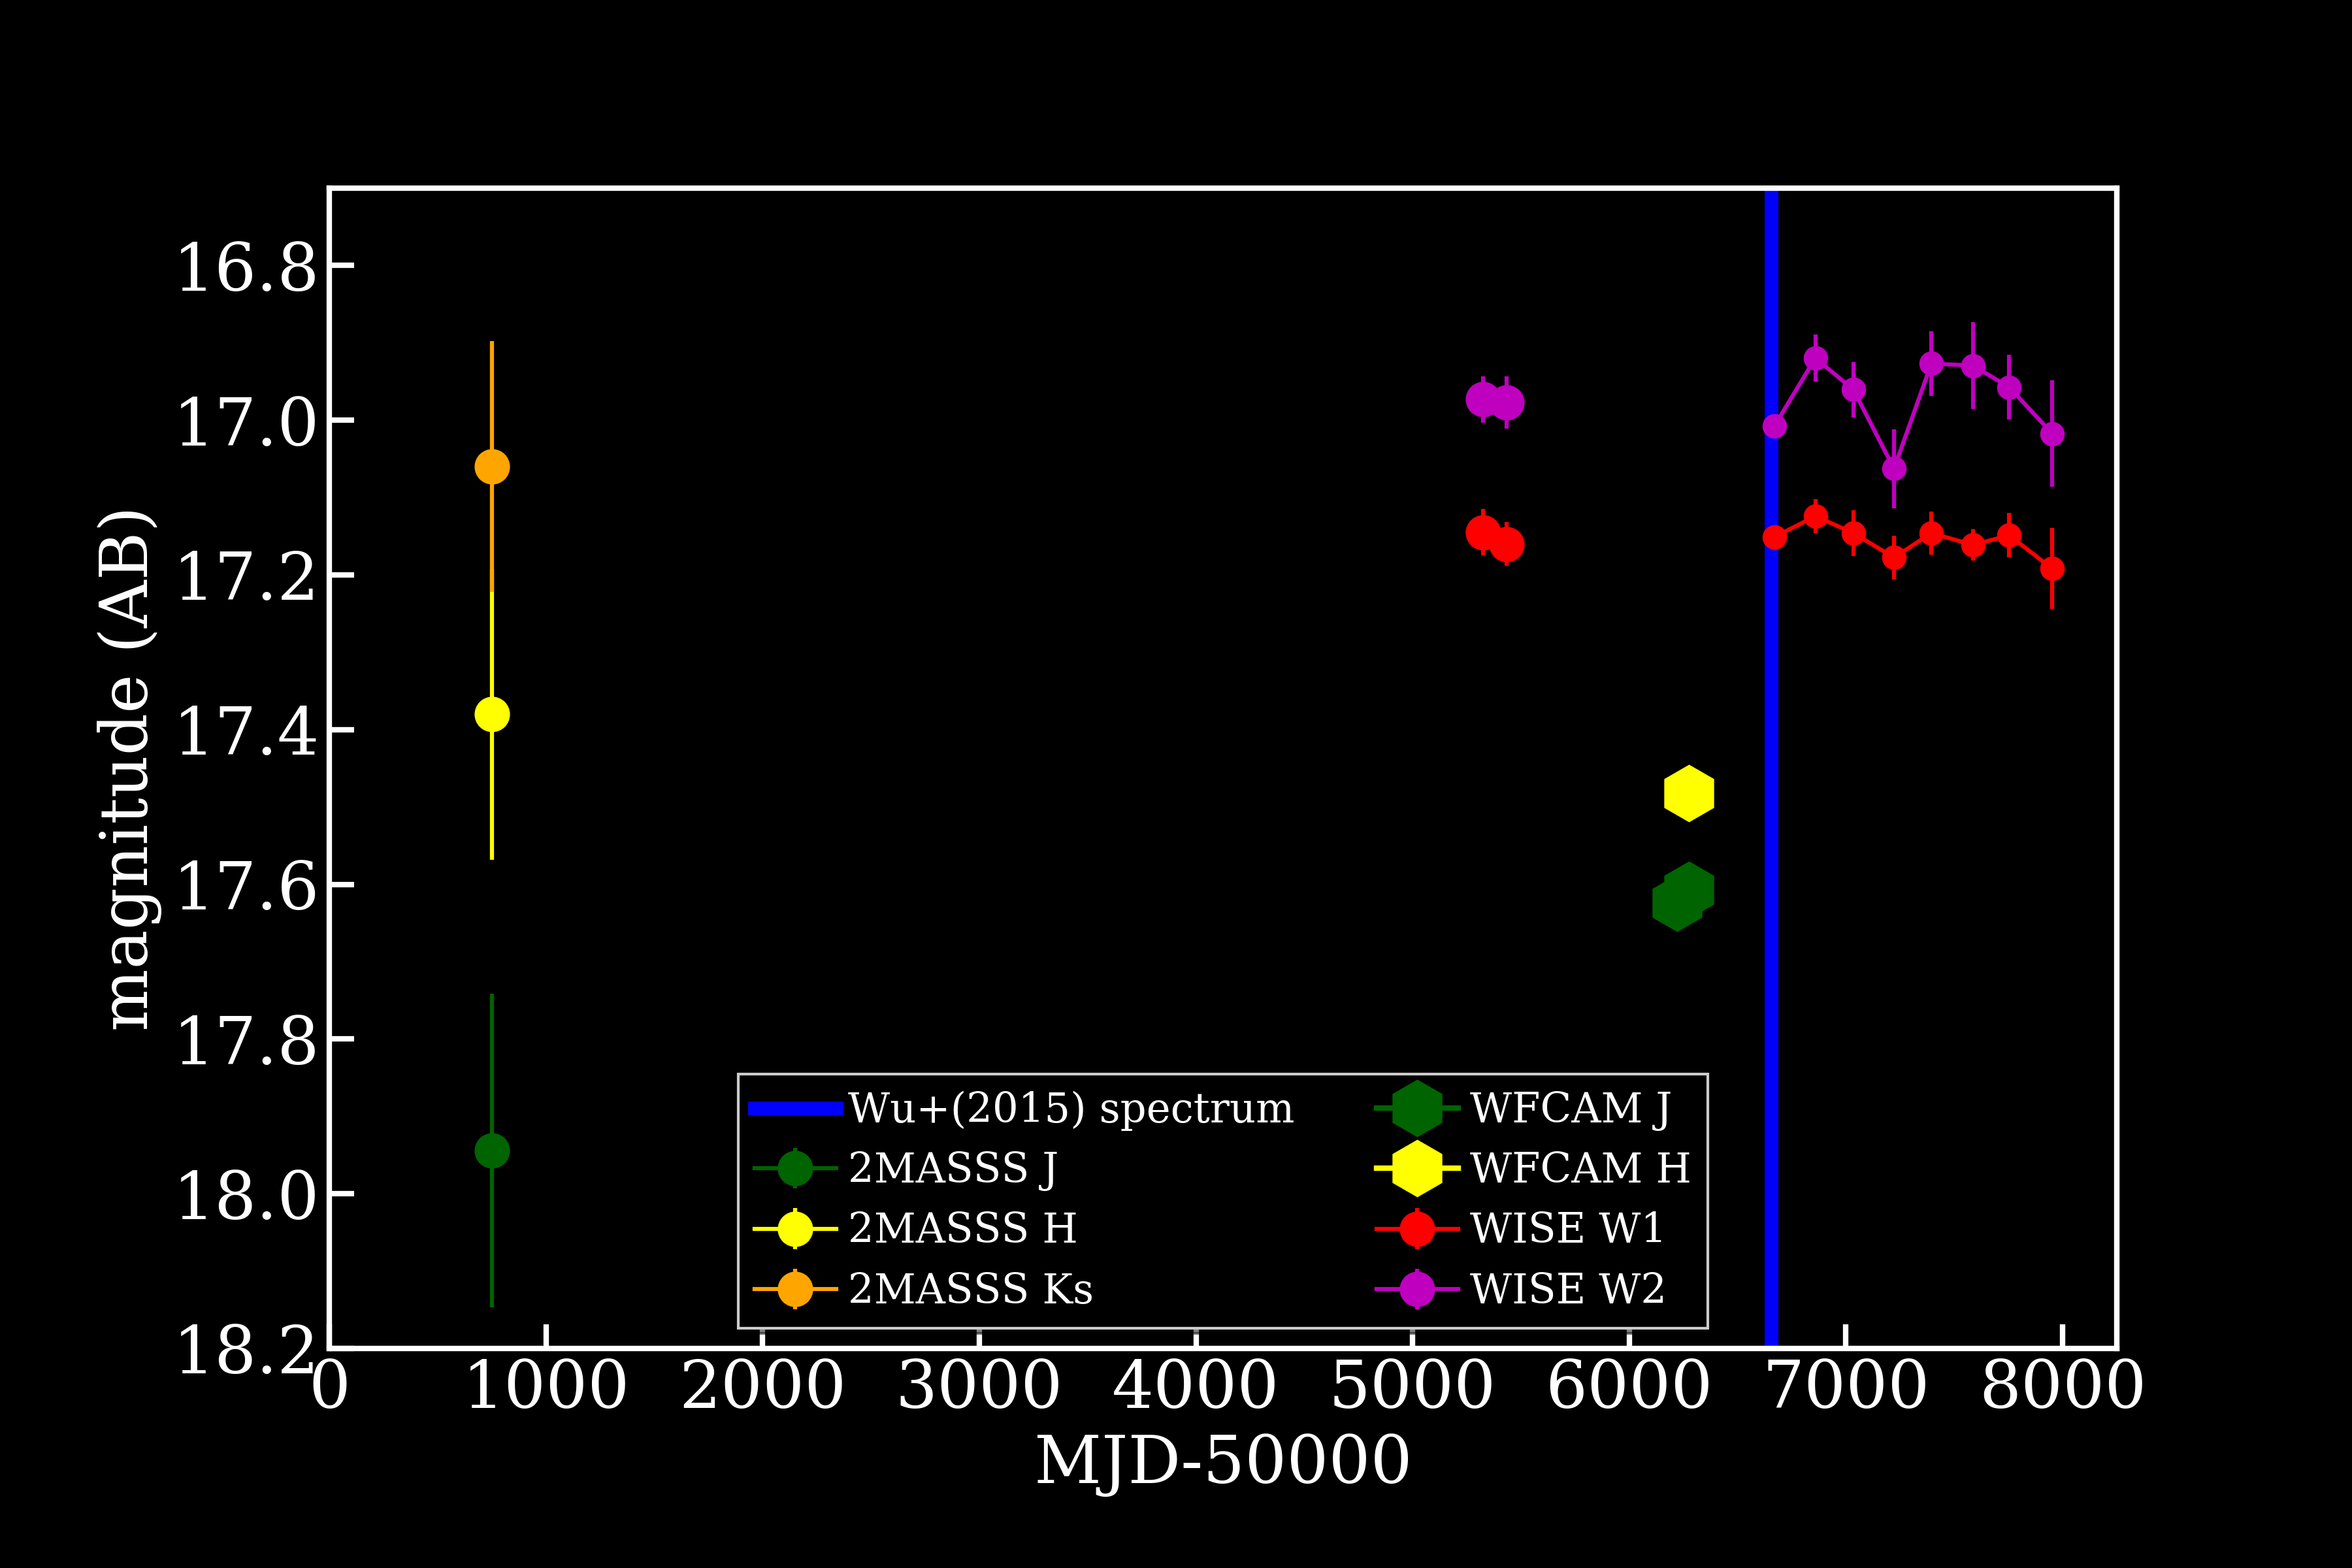 magnitude (AB)
16.8
17.0
17.2
17.4
17.6
17.8
18.0
18.2
0 1000 2000 3000 4000 5000 6000 7000 8000
MJD-50000
Wu+(2015) spectrum
2MASSS J
2MASSS H
2MASSS Ks
WFCAM J
WFCAM H
WISE W1
WISE W2